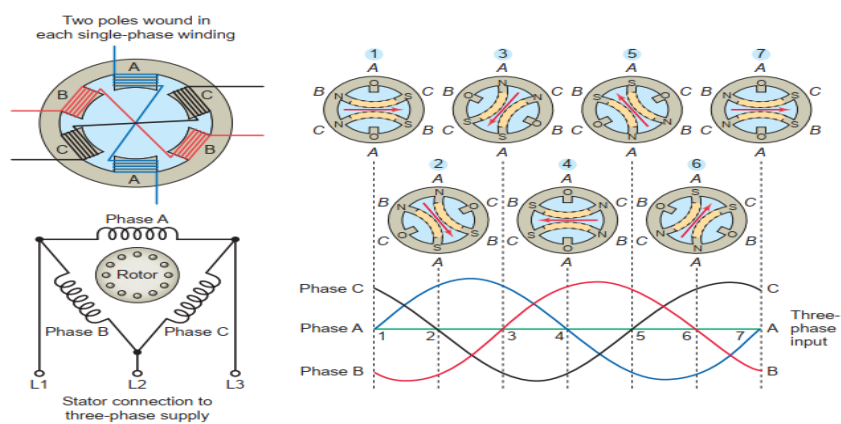 Two poles wound in
each single-phase winding
A
B C
C B
A
Phase A
Rotor
Phase B Phase C
L1 L2 L3
Stator connection to
three-phase supply
1 3 5 7
A A A A
O N S O
B N S C B O N C B S O C B N S C
C N S B C S O B C O N B C N S B
O S N O
A A A A
2 4 6
A A A
N O S
B N O C B S N C B O S C
C O S B C S N B C N O B
S O N
A A A
Phase C C
Phase A 1 2 3 4 5 6 7 A
Phase B B
Three-
phase
input